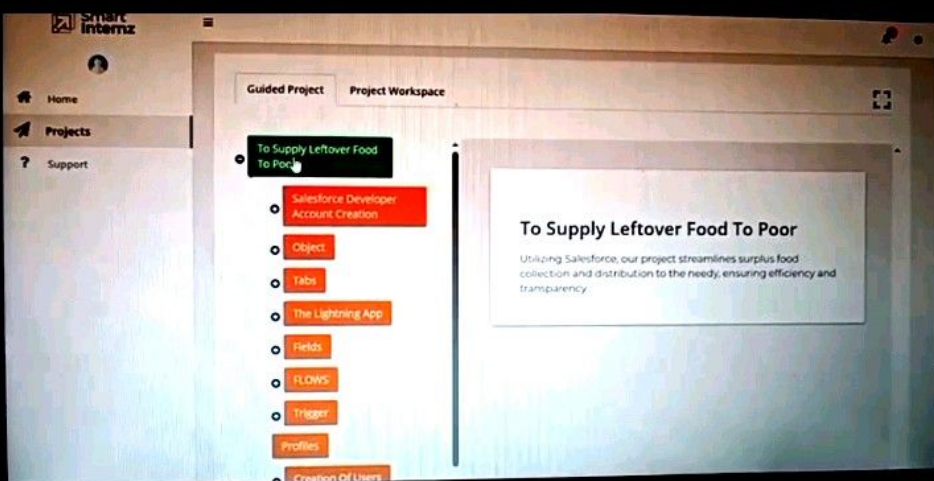 Smart
Internz
Home
Projects
? Support
Guided Project
Project Workspace
To Supply Leftover Food
To Poor
Salesforce Developer
Account Creation
Object
Tabs
The Lightning App
Fields
FLOWS
Trigger
Profiles
Creation Of Users
To Supply Leftover Food To Poor
Utilizing Salesforce, our project streamlines surplus food
collection and distribution to the needy, ensuring efficiency and
transparency